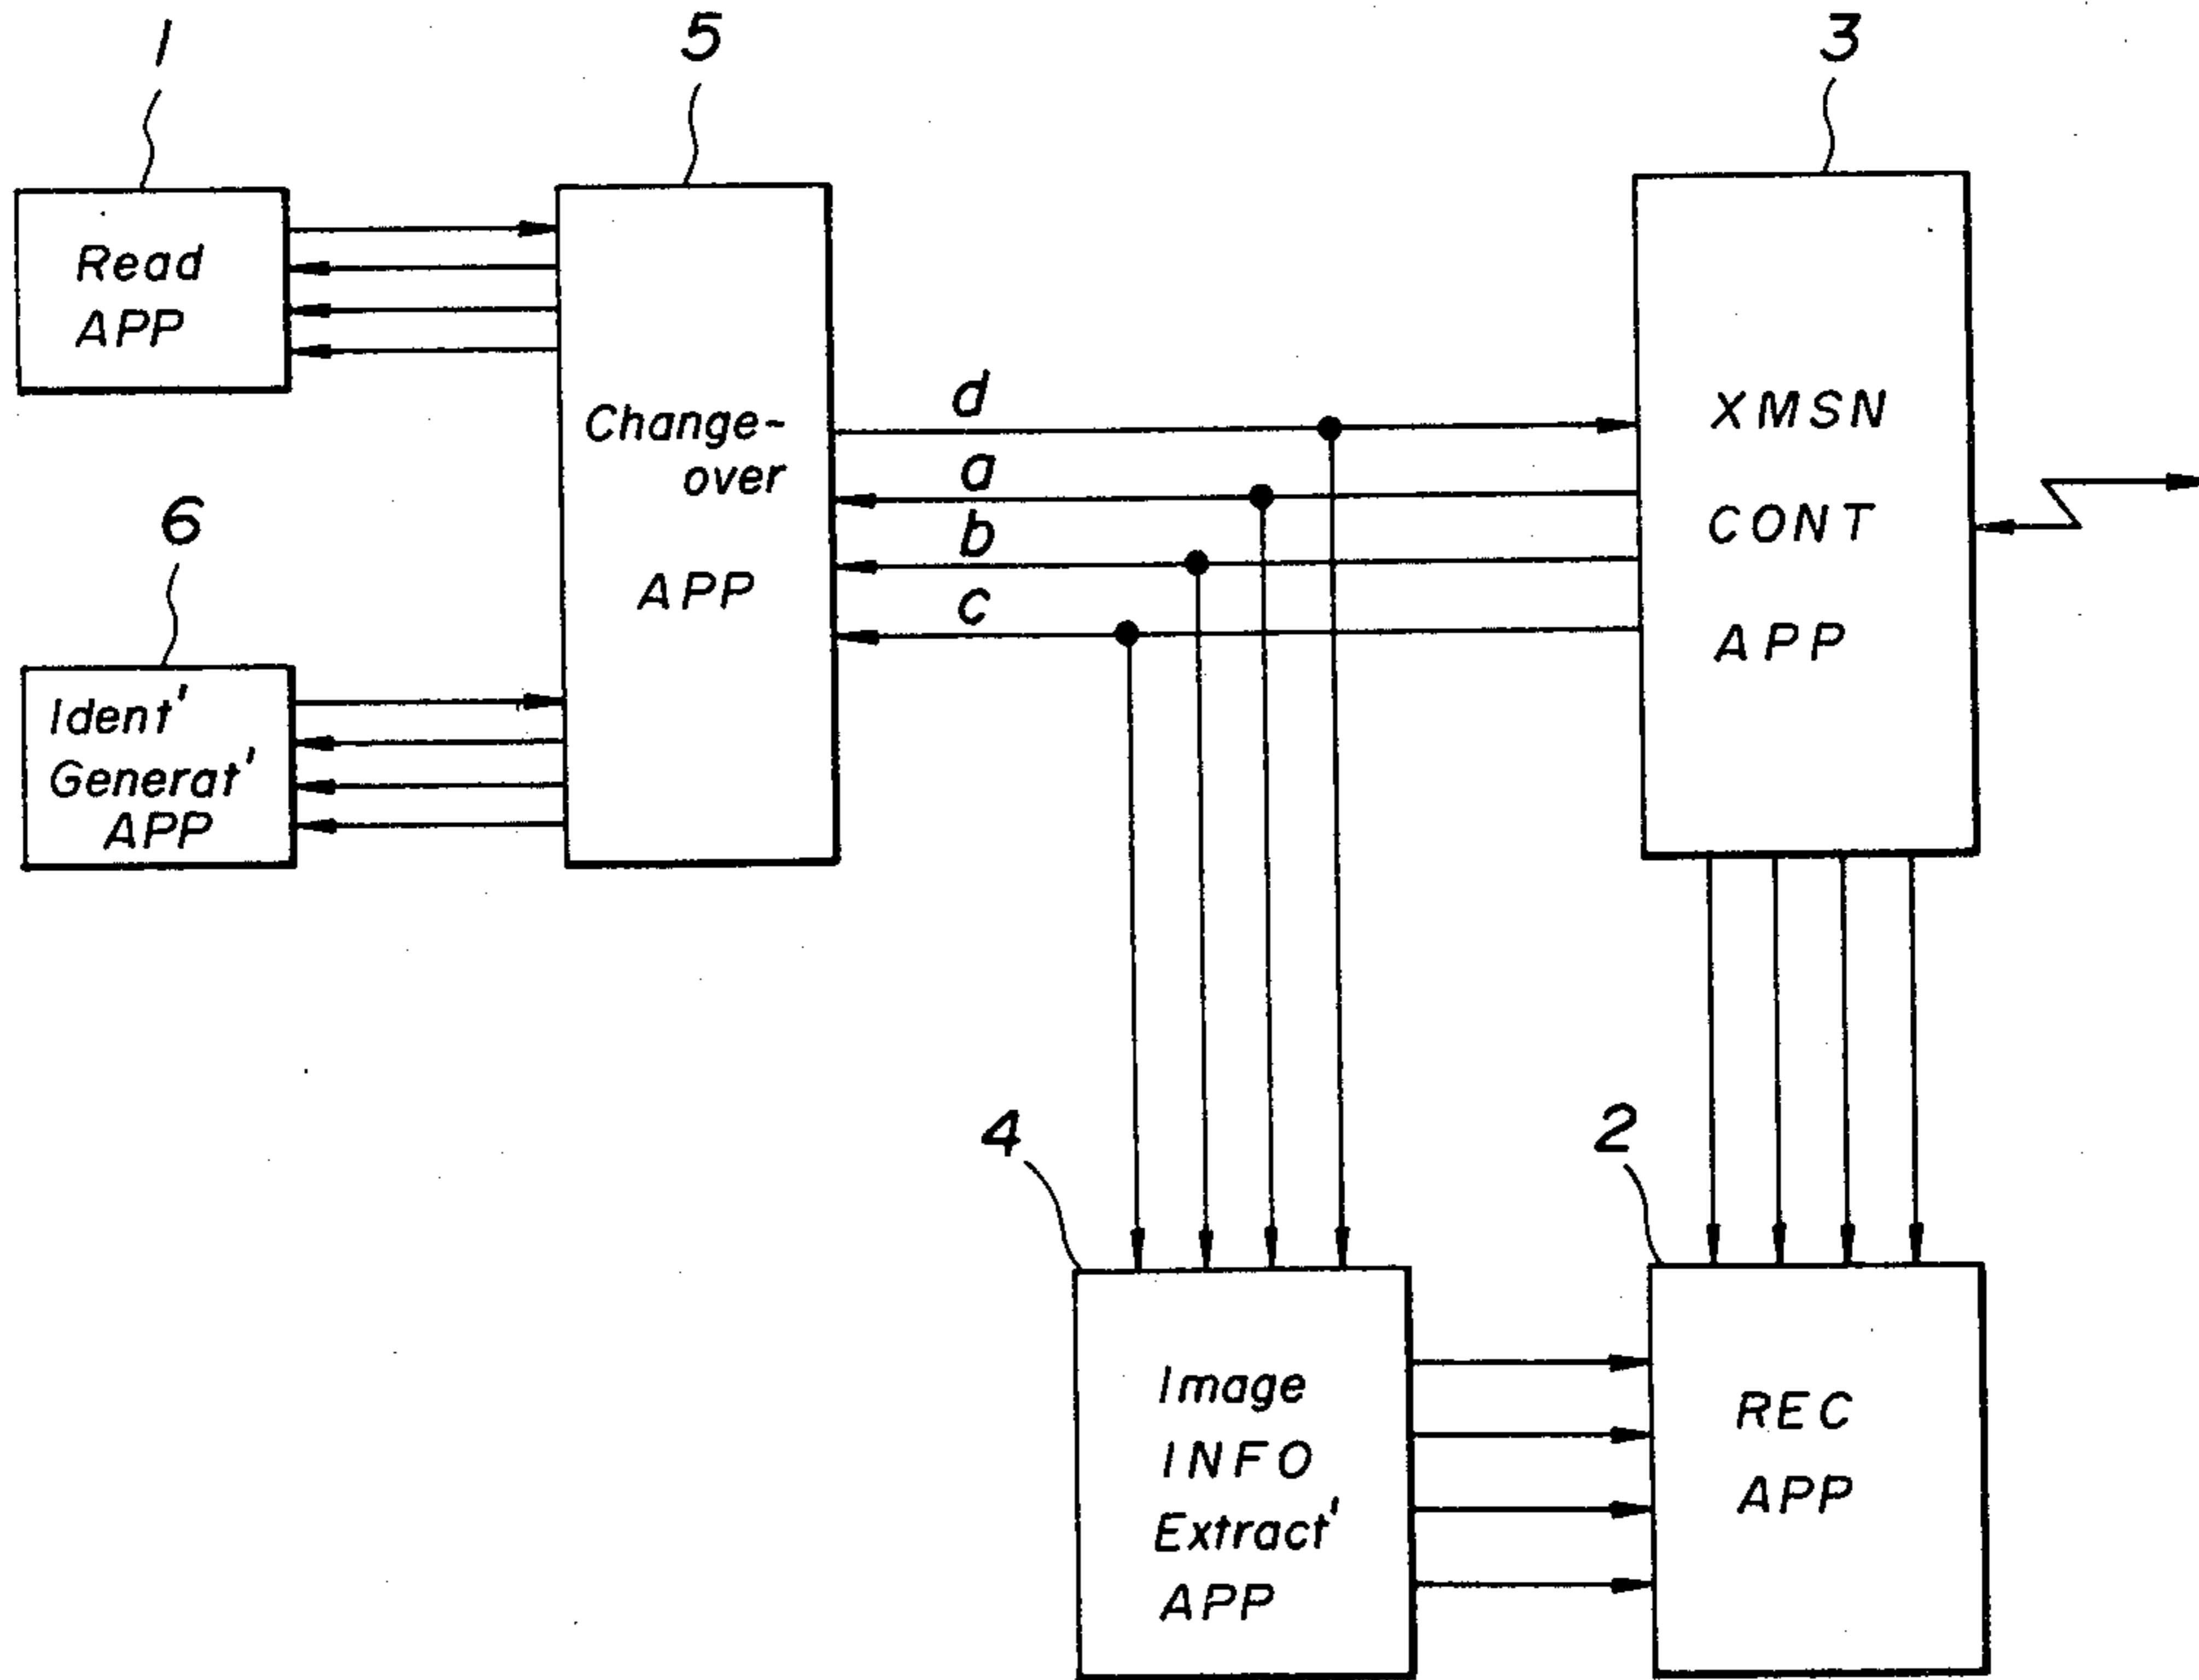 1
5
3
Read
APP
Change-
over
APP
d
a
b
c
XMSN
CONT
APP
6
Ident'
Generat'
APP
4
2
Image
INFO
Extract'
APP
REC
APP